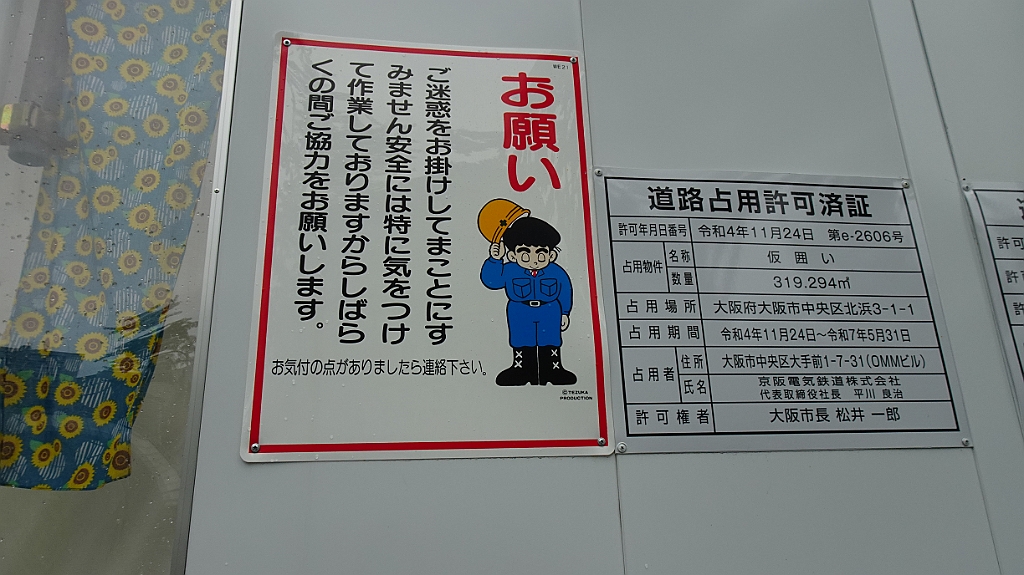 WE21
お願い
ご迷惑をお掛けしてまことにす
みません安全には特に気をつけ
て作業しておりますからしばら
くの間ご協力をお願いします。
お気付の点がありましたら連絡下さい。
©TEZUKA
PRODUCTION
道路占用許可済証
許可年月日番号 令和4年11月24日 第e-2606号
占用物件 名称 仮囲い
数量 319.294㎡
占用場所 大阪府大阪市中央区北浜3-1-1
占用期間 令和4年11月24日~令和7年5月31日
占用者 住所 大阪市中央区大手前1-7-31(OMMビル)
氏名 京阪電気鉄道株式会社
代表取締役社長 平川 良治
許可権者 大阪市長 松井 一郎